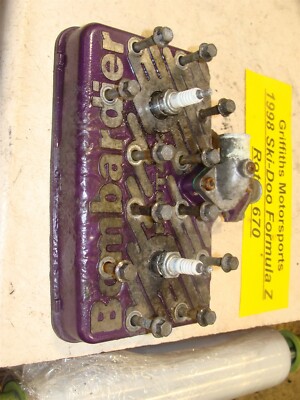 Bombardier
Griffiths Motorsports
1998 Ski-Doo Formula Z
670